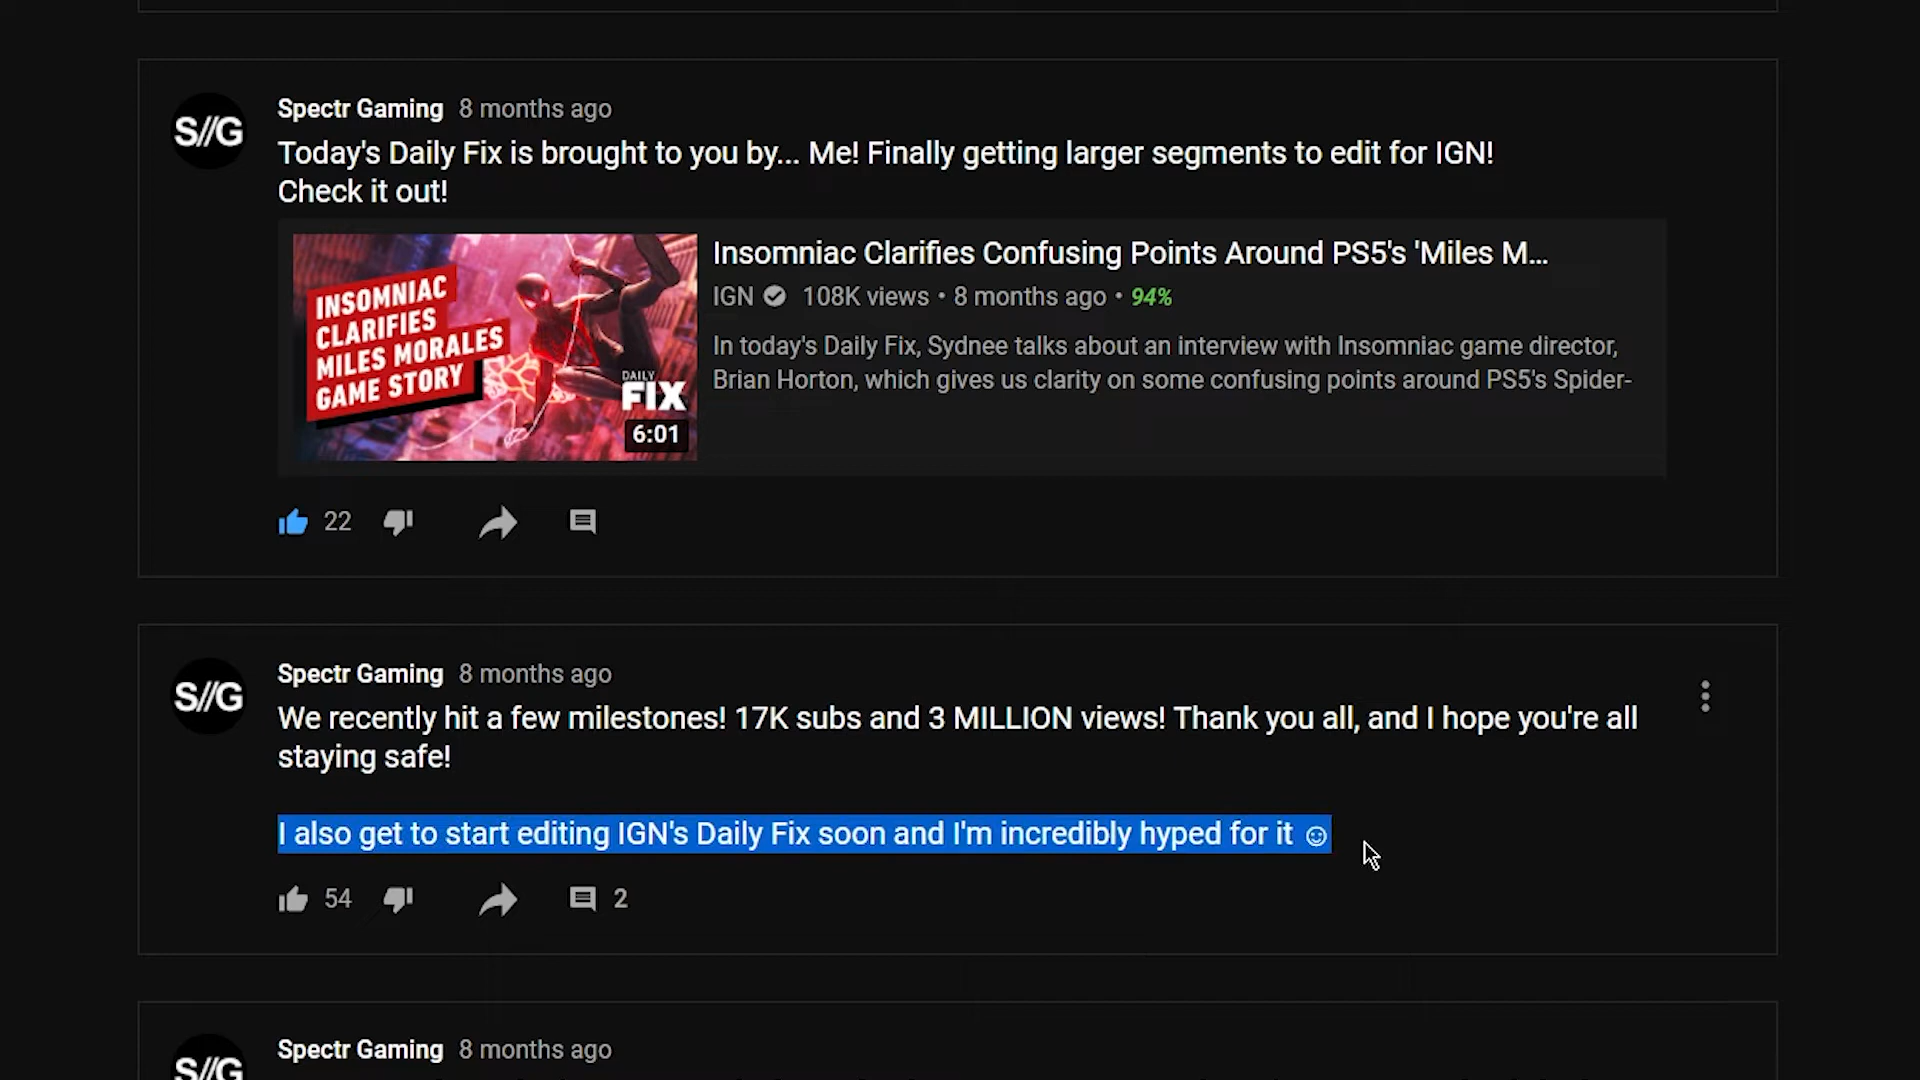 S//G
Spectr Gaming 8 months ago
Today's Daily Fix is brought to you by... Me! Finally getting larger segments to edit for IGN!
Check it out!
INSOMNIAC
CLARIFIES
MILES MORALES
GAME STORY
DAILY
FIX
6:01
Insomniac Clarifies Confusing Points Around PS5's 'Miles M...
IGN 108K views • 8 months ago • 94%
In today's Daily Fix, Sydnee talks about an interview with Insomniac game director,
Brian Horton, which gives us clarity on some confusing points around PS5's Spider-
22
S//G
Spectr Gaming 8 months ago
We recently hit a few milestones! 17K subs and 3 MILLION views! Thank you all, and I hope you're all
staying safe!
I also get to start editing IGN's Daily Fix soon and I'm incredibly hyped for it ☺
54 2
S//G
Spectr Gaming 8 months ago